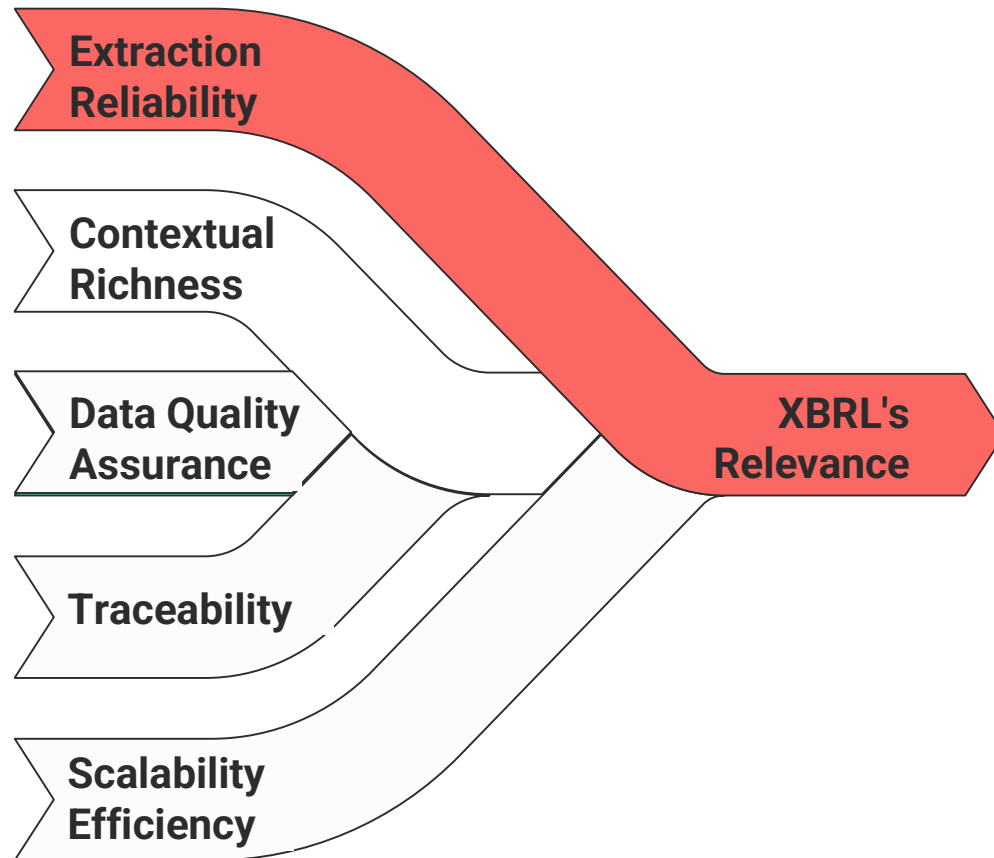 Extraction
Reliability
Contextual
Richness
Data Quality
Assurance
XBRL's
Relevance
Traceability
Scalability
Efficiency